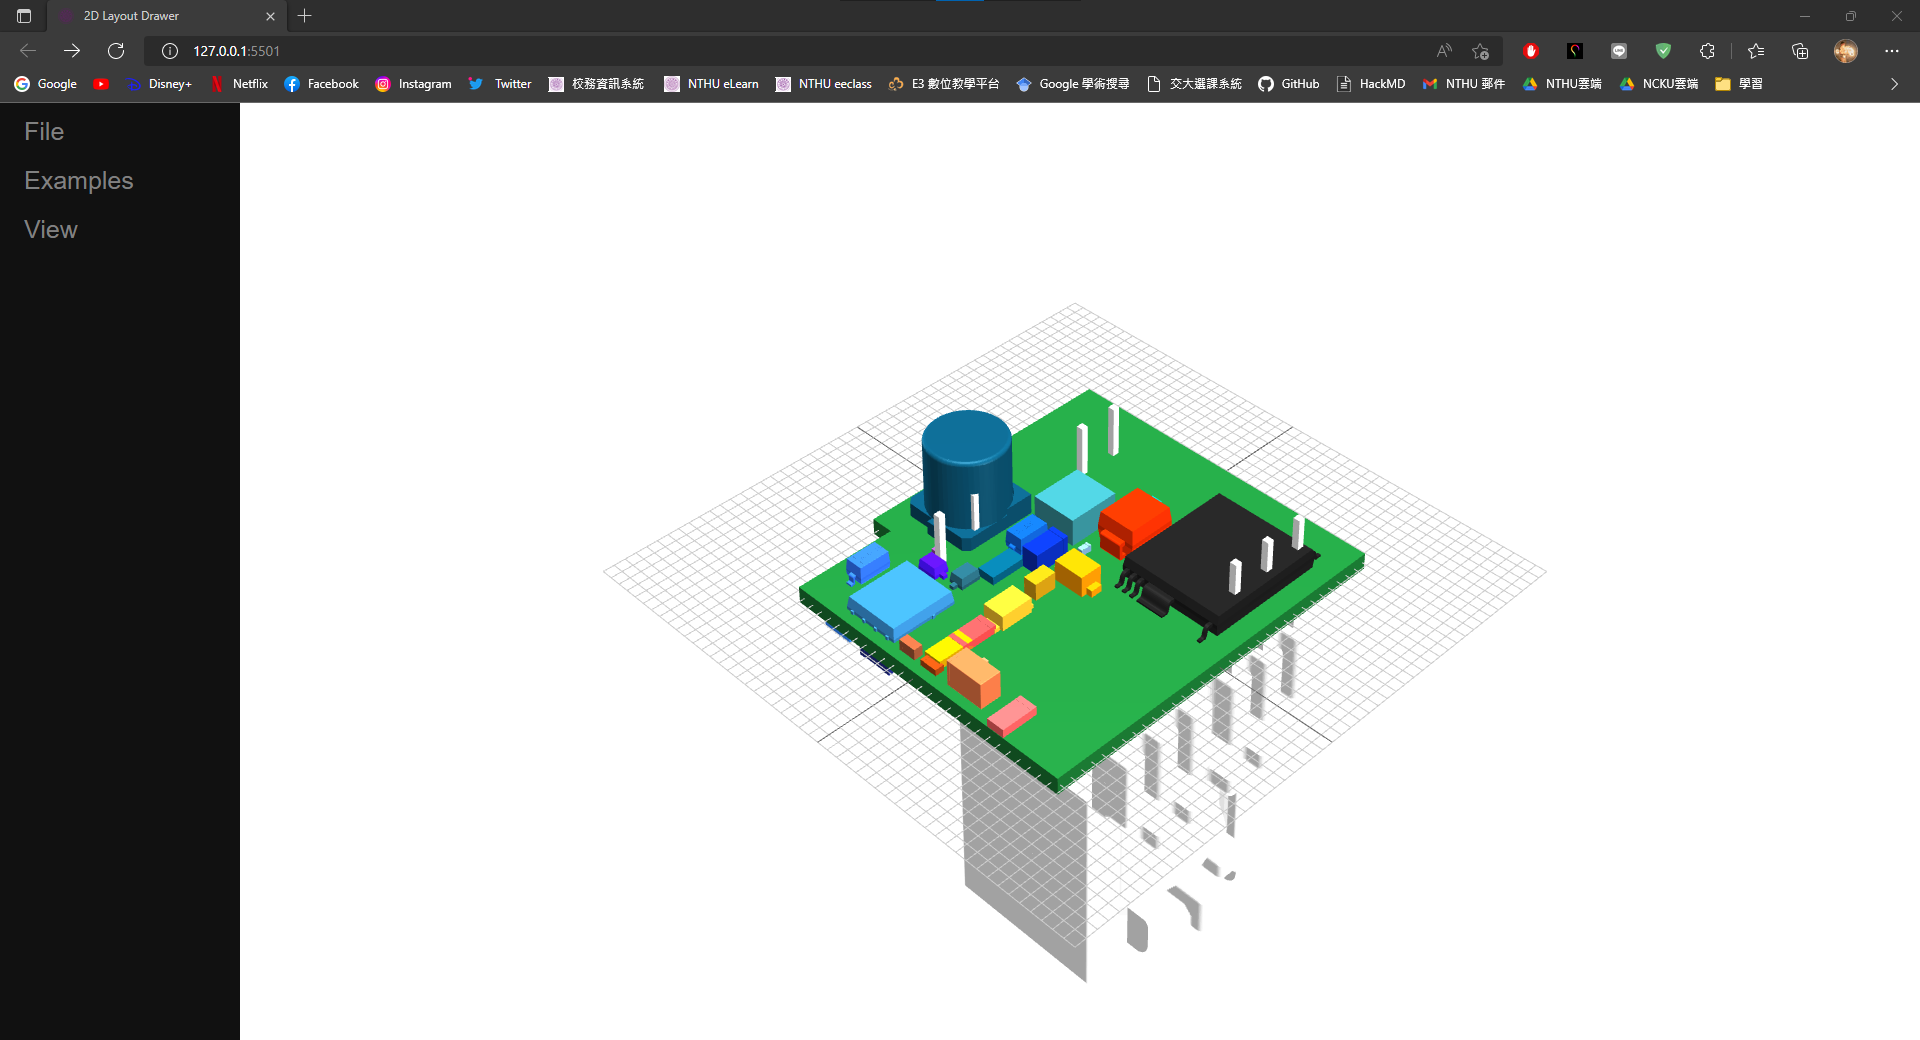 2D Layout Drawer
127.0.0.1:5501
Google Disney+ Netflix Facebook Instagram Twitter 校務資訊系統 NTHU eLearn NTHU eeclass E3 數位教學平台 Google 學術搜尋 交大選課系統 GitHub HackMD NTHU 郵件 NTHU雲端 NCKU雲端 學習
File
Examples
View